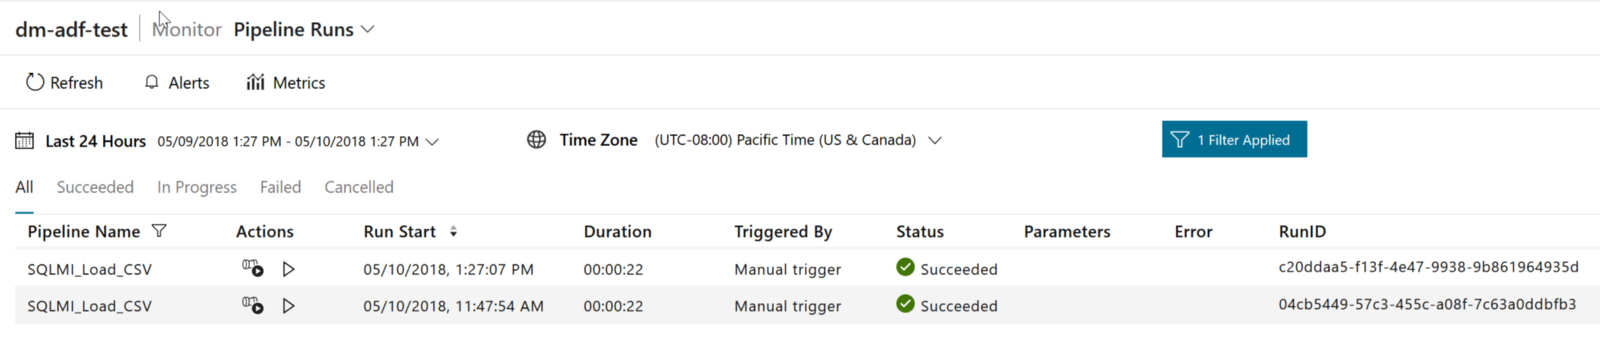 dm-adf-test Monitor Pipeline Runs
Refresh Alerts Metrics
Last 24 Hours 05/09/2018 1:27 PM - 05/10/2018 1:27 PM Time Zone (UTC-08:00) Pacific Time (US & Canada) 1 Filter Applied
All Succeeded In Progress Failed Cancelled
Pipeline Name Actions Run Start Duration Triggered By Status Parameters Error RunID
SQLMI_Load_CSV 05/10/2018, 1:27:07 PM 00:00:22 Manual trigger Succeeded c20ddaa5-f13f-4e47-9938-9b861964935d
SQLMI_Load_CSV 05/10/2018, 11:47:54 AM 00:00:22 Manual trigger Succeeded 04cb5449-57c3-455c-a08f-7c63a0ddbfb3